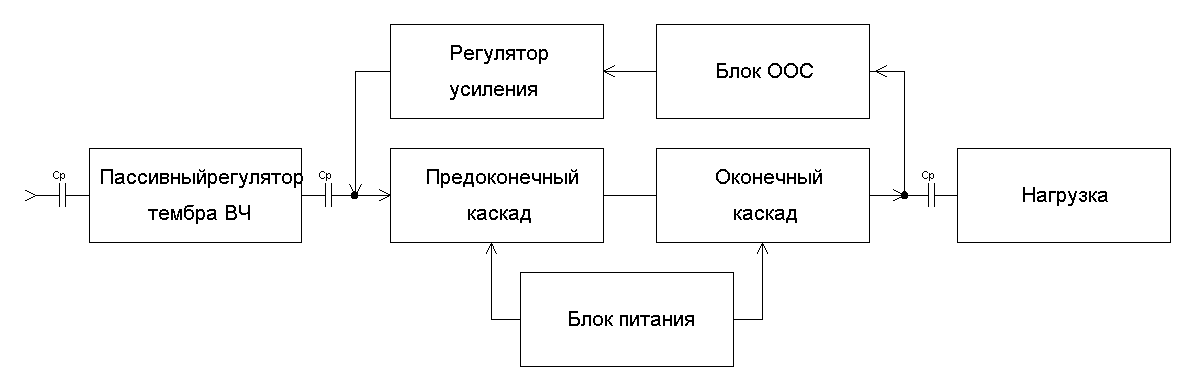 Регулятор
усиления
Блок ООС
Ср
Пассивныйрегулятор
тембра ВЧ
Ср
Предоконечный
каскад
Оконечный
каскад
Ср
Нагрузка
Блок питания